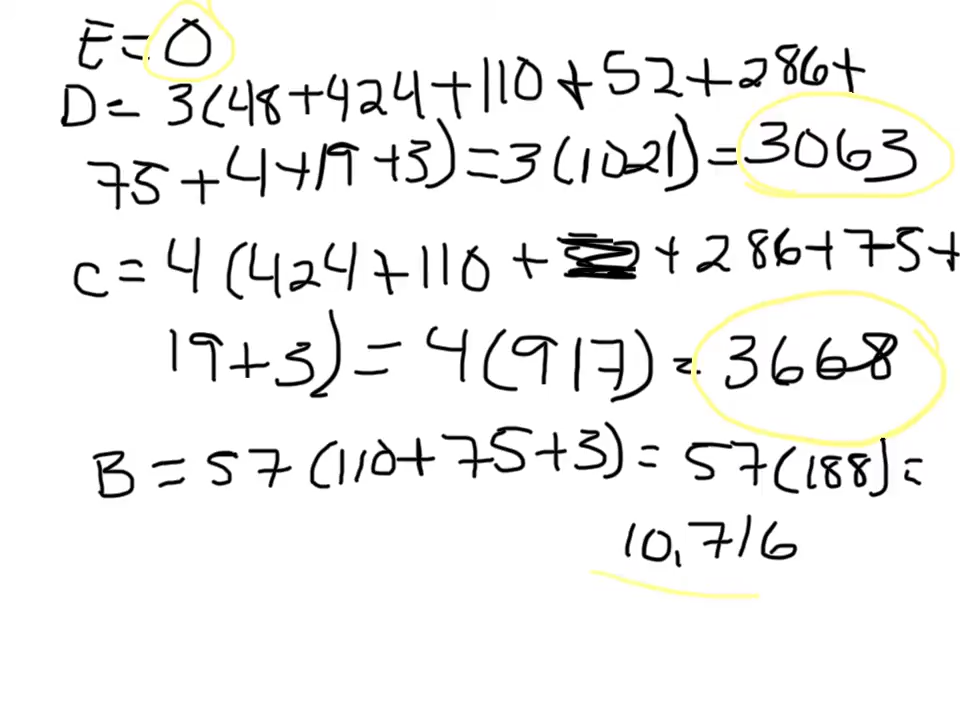 E=0
D= 3(48+424+110+52+286+
75+4+19+3)=3(1021)=3063
C=4(424+110+ +286+75+
19+3)=4(917)=3668
B=57(110+75+3)=57(188)=
10,716